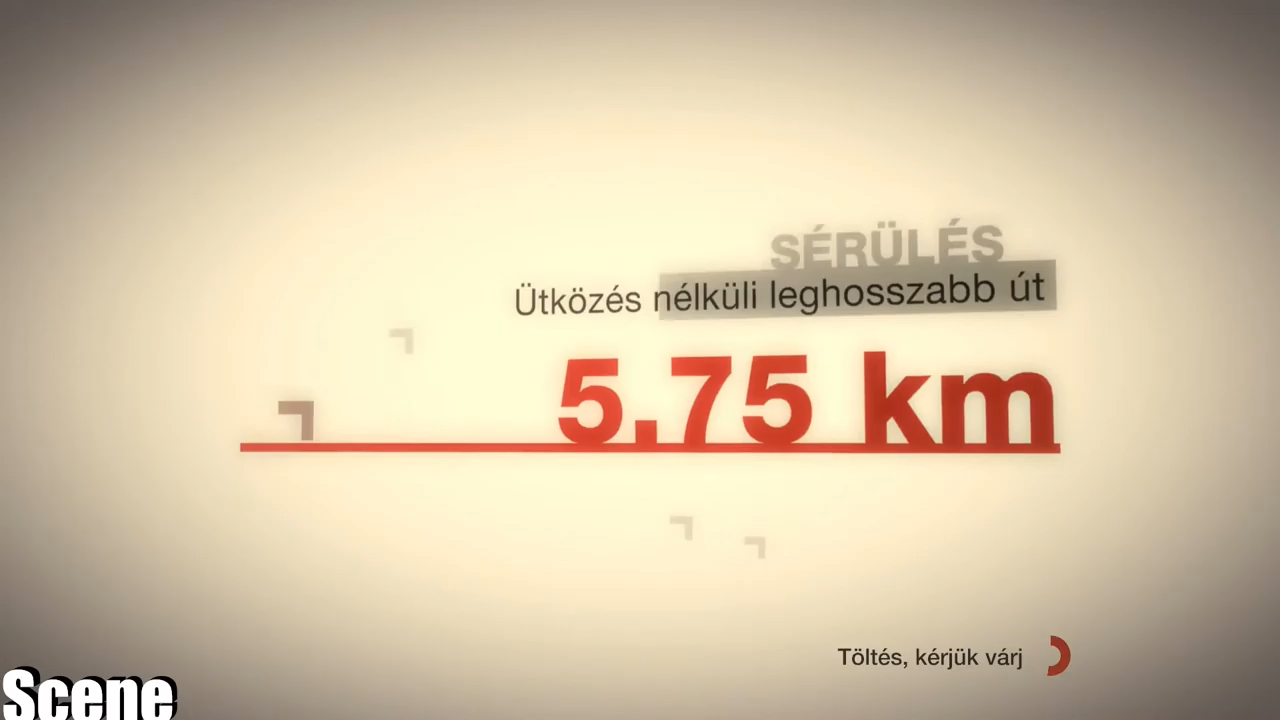 SÉRÜLÉS
Ütközés nélküli leghosszabb út
5.75 km
Töltés, kérjük várj
Scene